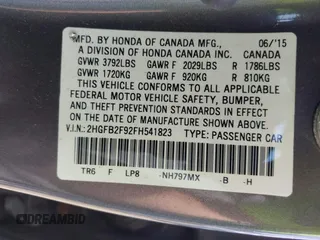 MFD. BY HONDA OF CANADA MFG., 06/'15
A DIVISION OF HONDA CANADA INC. CANADA
GVWR 3792LBS GAWR F 2029LBS R 1786LBS
GVWR 1720KG GAWR F 920KG R 810KG
THIS VEHICLE CONFORMS TO ALL APPLICABLE
FEDERAL MOTOR VEHICLE SAFETY, BUMPER, AND
THEFT PREVENTION STANDARDS IN EFFECT ON
THE DATE OF MANUFACTURE SHOWN ABOVE.
V.I.N.: 2HGFB2F92FH541823 TYPE: PASSENGER CAR
TR6 F LP8 -NH797MX -B -H
DREAMBID